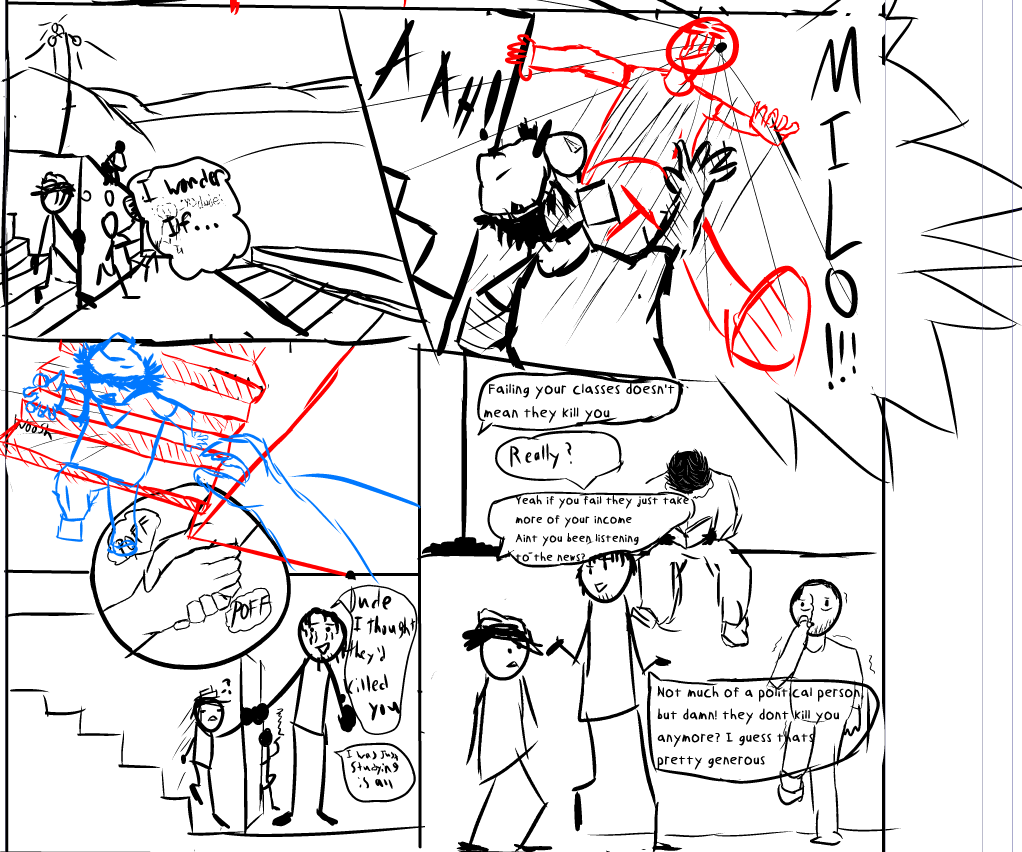 I wonder
If...
A AH!!
MILO!!!
woosh
POFF
POFF
Dude
I thought
they'd
killed
you
I was just
studying
is all
Failing your classes doesn't
mean they kill you
Really?
Yeah if you fail they just take
more of your income
Aint you been listening
to the news?
Not much of a political person,
but damn! they dont kill you
anymore? I guess thats
pretty generous